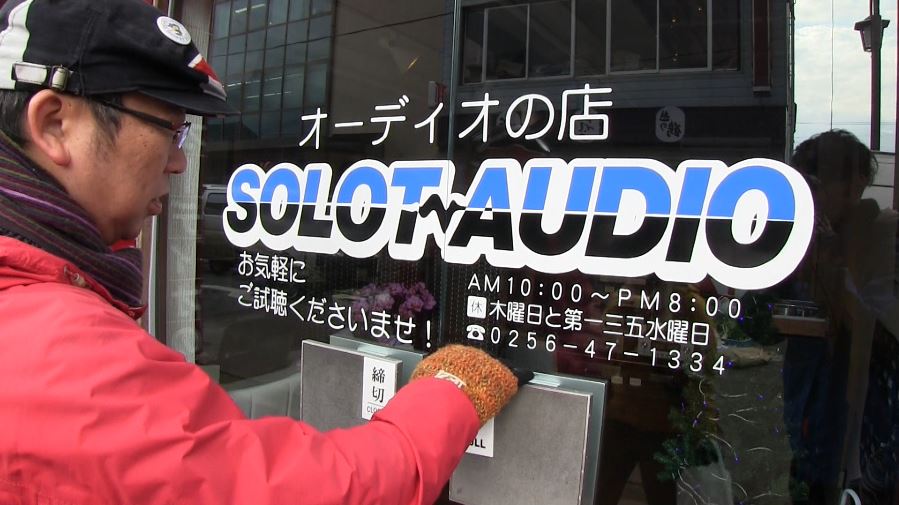 オーディオの店
SOLOT~AUDIO
お気軽に
ご試聴くださいませ!
AM10:00～PM8:00
休 木曜日と第一三五水曜日
☎0256-47-1334
締切